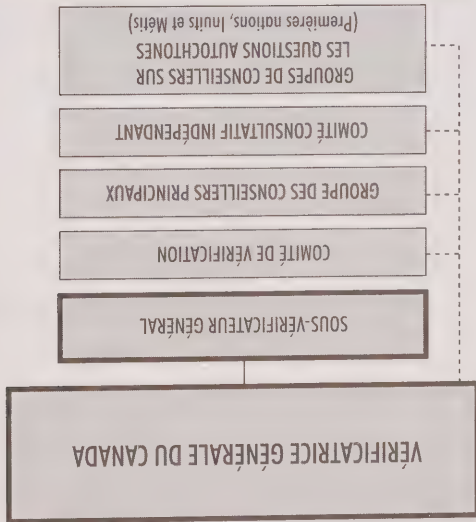 VÉRIFICATRICE GÉNÉRALE DU CANADA
SOUS-VÉRIFICATEUR GÉNÉRAL
COMITÉ DE VÉRIFICATION
GROUPE DES CONSEILLERS PRINCIPAUX
COMITÉ CONSULTATIF INDÉPENDANT
GROUPES DE CONSEILLERS SUR
LES QUESTIONS AUTOCHTONES
(Premières nations, Inuits et Métis)